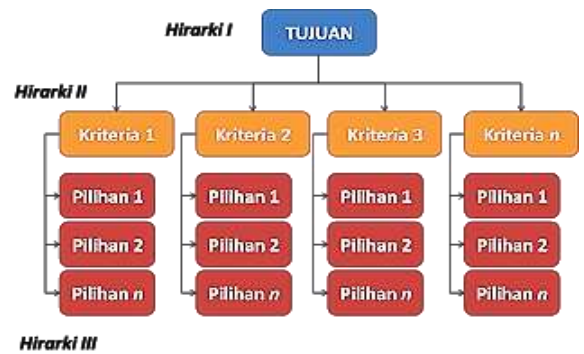 Hirarki I
TUJUAN
Hirarki II
Kriteria 1
Kriteria 2
Kriteria 3
Kriteria n
Pilihan 1
Pilihan 1
Pilihan 1
Pilihan 1
Pilihan 2
Pilihan 2
Pilihan 2
Pilihan 2
Pilihan n
Pilihan n
Pilihan n
Pilihan n
Hirarki III